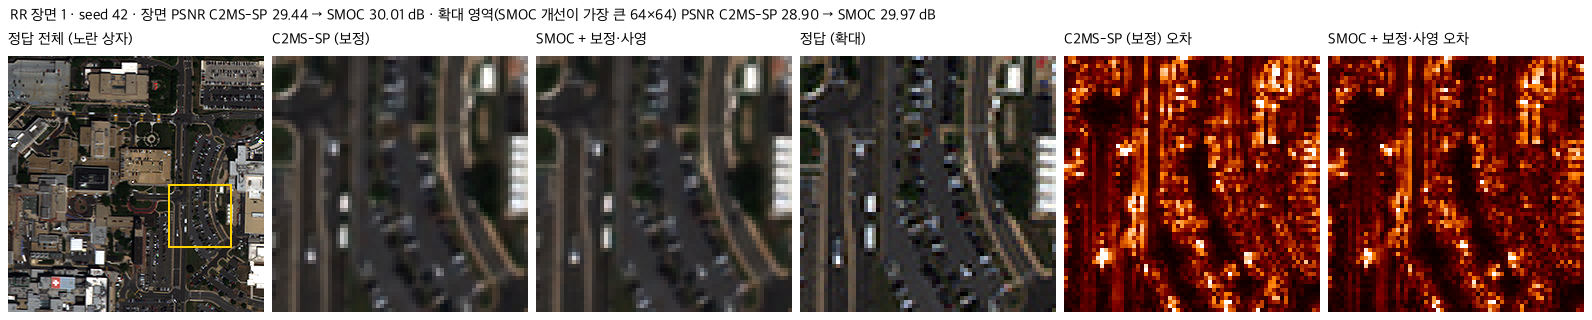 RR 장면 1 · seed 42 · 장면 PSNR C2MS-SP 29.44 → SMOC 30.01 dB · 확대 영역(SMOC 개선이 가장 큰 64×64) PSNR C2MS-SP 28.90 → SMOC 29.97 dB
정답 전체 (노란 상자)
C2MS-SP (보정)
SMOC + 보정·사영
정답 (확대)
C2MS-SP (보정) 오차
SMOC + 보정·사영 오차